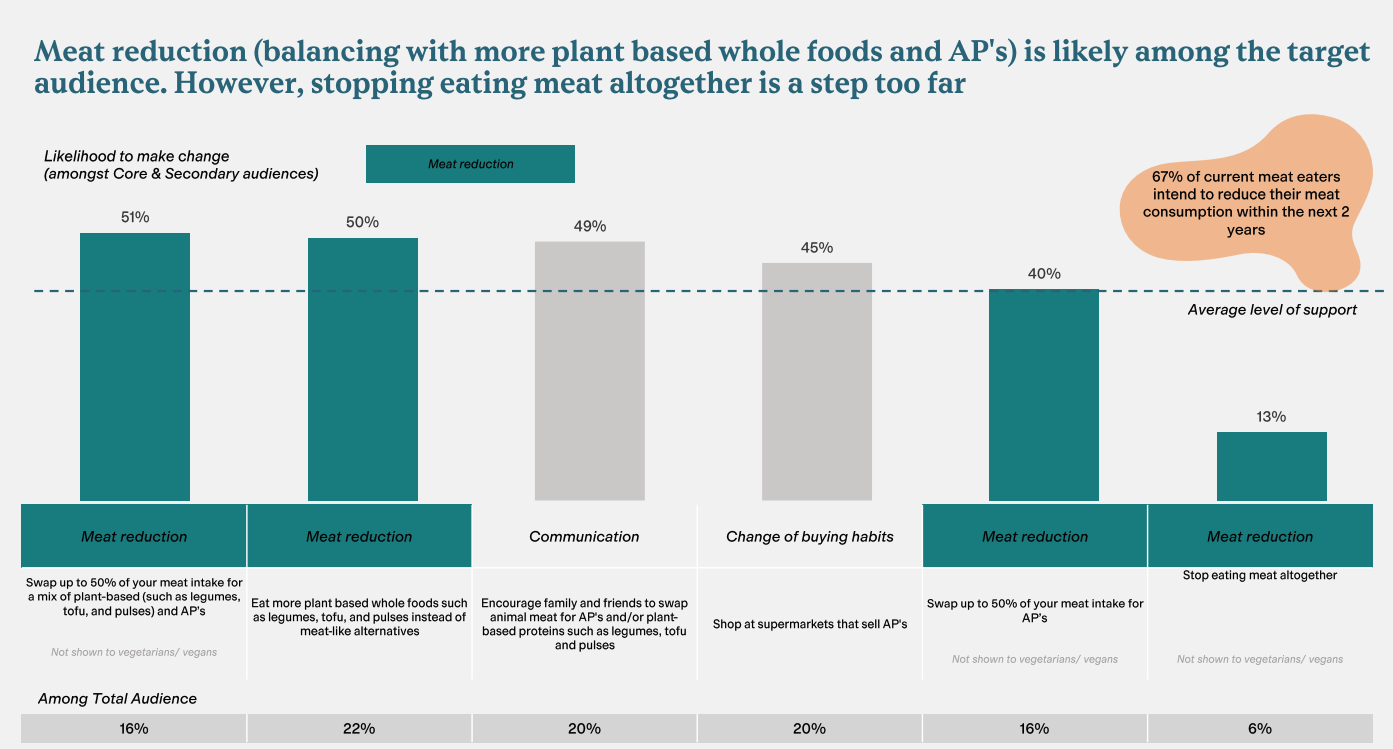 Meat reduction (balancing with more plant based whole foods and AP's) is likely among the target
audience. However, stopping eating meat altogether is a step too far
Likelihood to make change
(amongst Core & Secondary audiences)
Meat reduction
67% of current meat eaters
intend to reduce their meat
consumption within the next 2
years
51%
50%
49%
45%
40%
13%
Average level of support
Meat reduction
Meat reduction
Communication
Change of buying habits
Meat reduction
Meat reduction
Swap up to 50% of your meat intake for
a mix of plant-based (such as legumes,
tofu, and pulses) and AP's
Not shown to vegetarians/ vegans
Eat more plant based whole foods such
as legumes, tofu, and pulses instead of
meat-like alternatives
Encourage family and friends to swap
animal meat for AP's and/or plant-
based proteins such as legumes, tofu
and pulses
Shop at supermarkets that sell AP's
Swap up to 50% of your meat intake for
AP's
Not shown to vegetarians/ vegans
Stop eating meat altogether
Not shown to vegetarians/ vegans
Among Total Audience
16%
22%
20%
20%
16%
6%